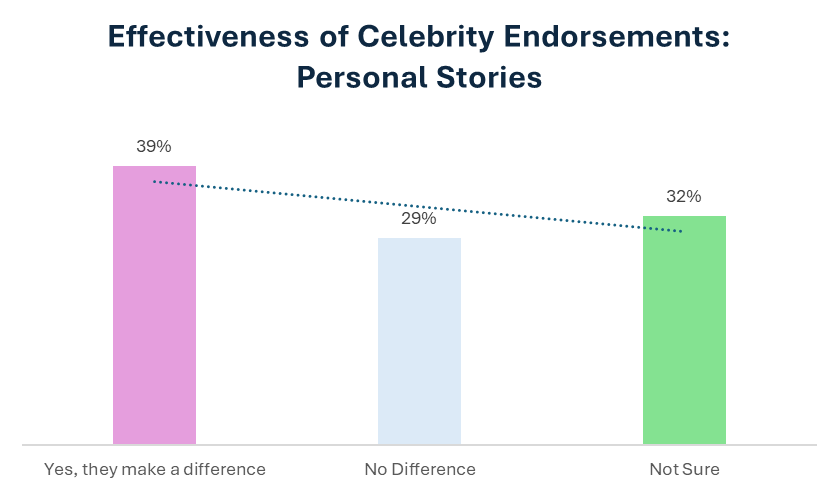 Effectiveness of Celebrity Endorsements:
Personal Stories
39%
29%
32%
Yes, they make a difference
No Difference
Not Sure